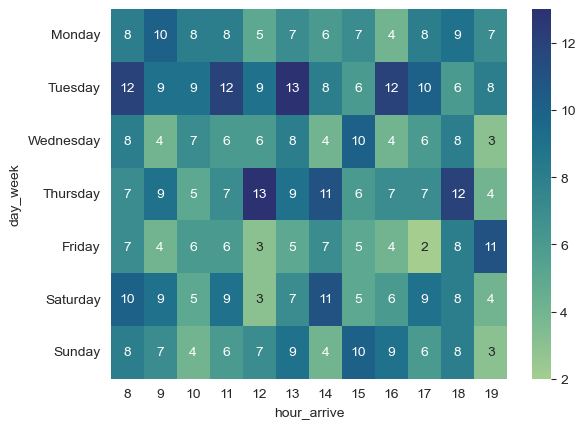 Monday 8 10 8 8 5 7 6 7 4 8 9 7
Tuesday 12 9 9 12 9 13 8 6 12 10 6 8
Wednesday 8 4 7 6 6 8 4 10 4 6 8 3
Thursday 7 9 5 7 13 9 11 6 7 7 12 4
Friday 7 4 6 6 3 5 7 5 4 2 8 11
Saturday 10 9 5 9 3 7 11 5 6 9 8 4
Sunday 8 7 4 6 7 9 4 10 9 6 8 3
8 9 10 11 12 13 14 15 16 17 18 19
hour_arrive
day_week
12
10
8
6
4
2